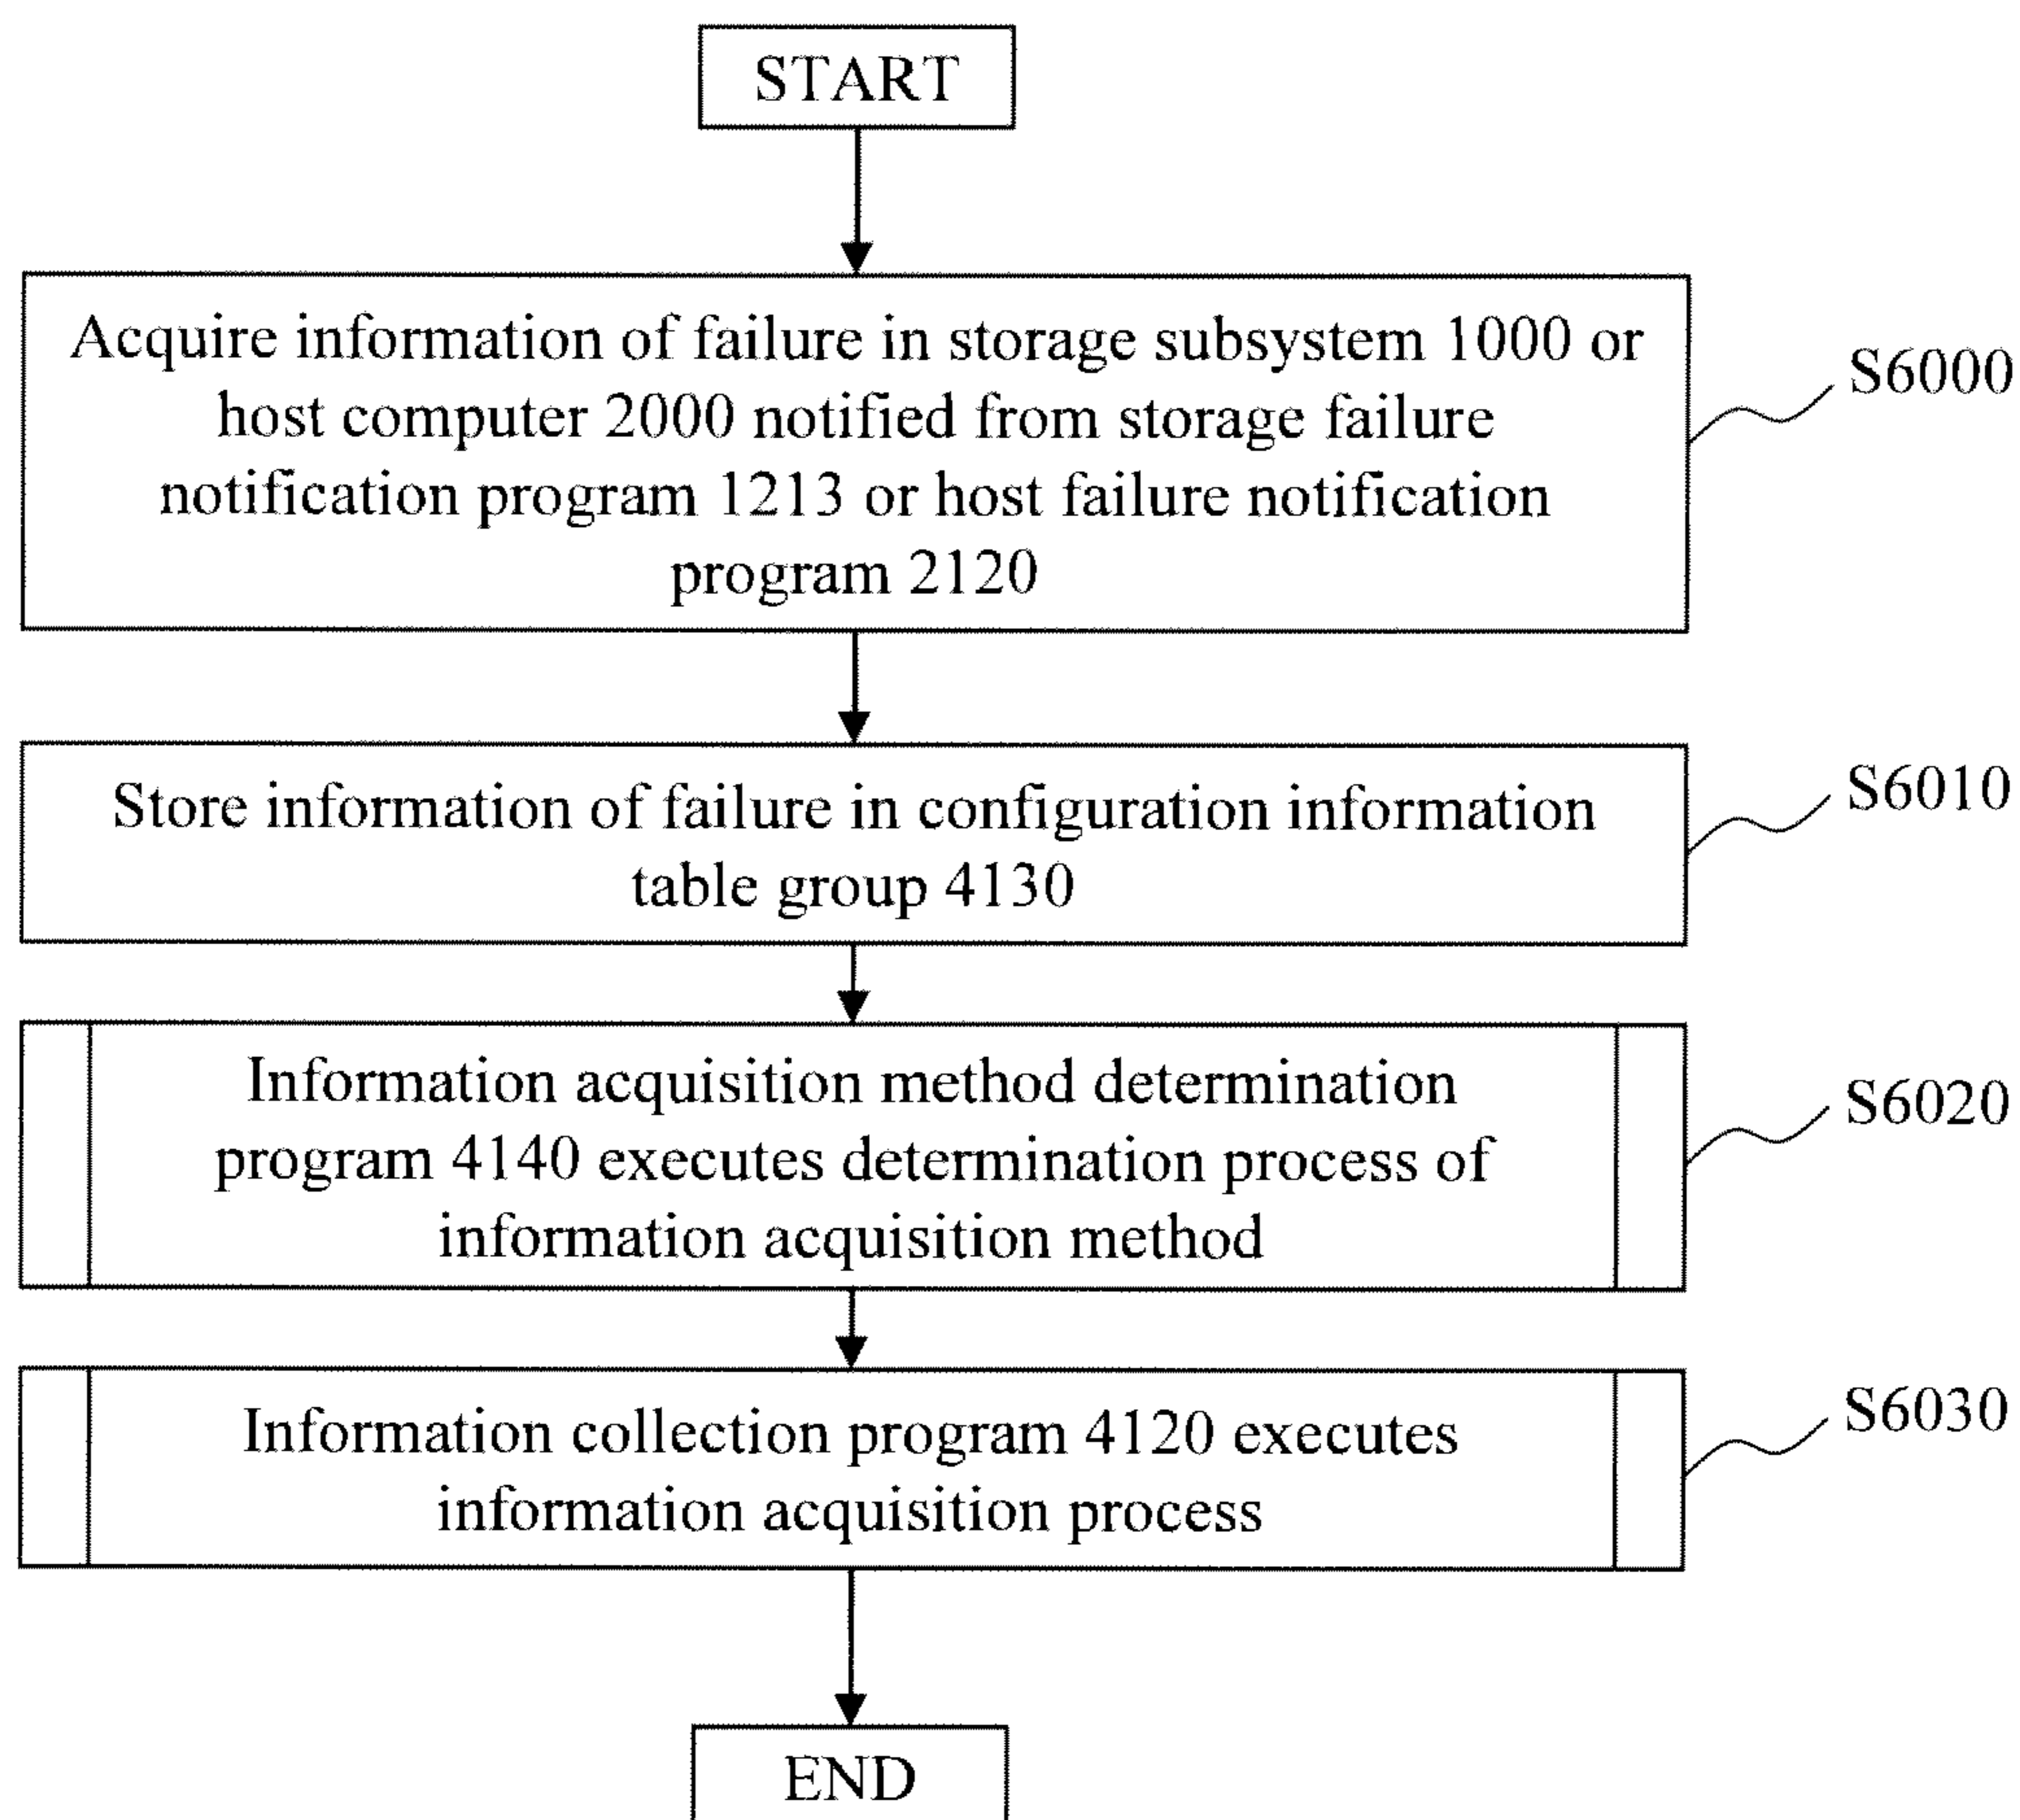 START
Acquire information of failure in storage subsystem 1000 or
host computer 2000 notified from storage failure
notification program 1213 or host failure notification
program 2120
S6000
Store information of failure in configuration information
table group 4130
S6010
Information acquisition method determination
program 4140 executes determination process of
information acquisition method
S6020
Information collection program 4120 executes
information acquisition process
S6030
END